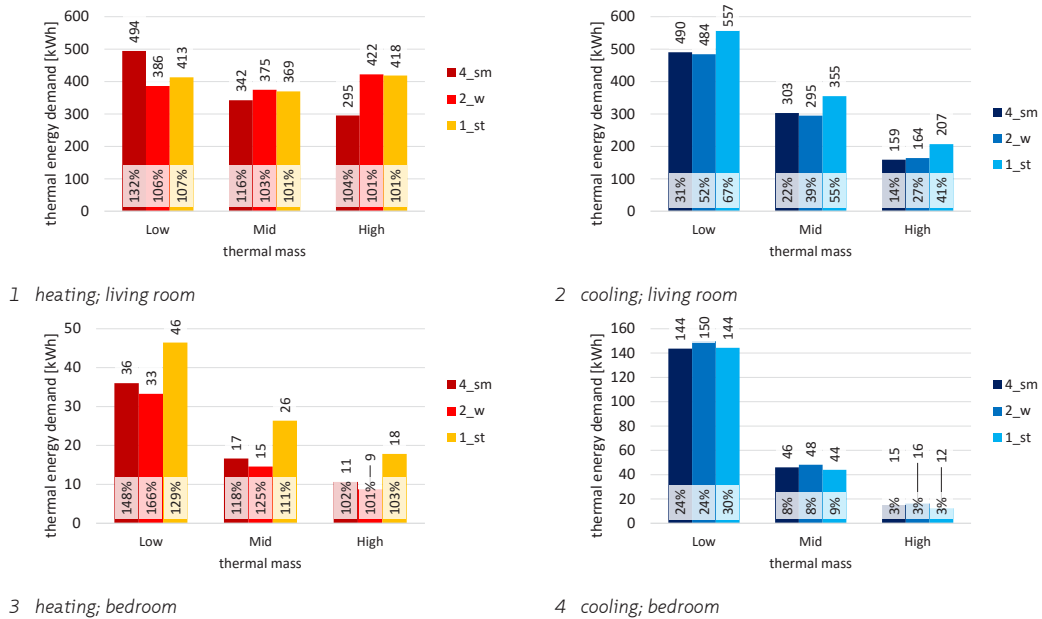 thermal energy demand [kWh]
600
500
400
300
200
100
0
494
386
413
342
375
369
295
422
418
132%
106%
107%
116%
103%
101%
104%
101%
101%
Low
Mid
High
thermal mass
4_sm
2_w
1_st
1 heating; living room
thermal energy demand [kWh]
600
500
400
300
200
100
0
490
484
557
303
295
355
159
164
207
31%
52%
67%
22%
39%
55%
14%
27%
41%
Low
Mid
High
thermal mass
4_sm
2_w
1_st
2 cooling; living room
thermal energy demand [kWh]
50
40
30
20
10
0
36
33
46
17
15
26
11
9
18
148%
166%
129%
118%
125%
111%
102%
101%
103%
Low
Mid
High
thermal mass
4_sm
2_w
1_st
3 heating; bedroom
thermal energy demand [kWh]
160
140
120
100
80
60
40
20
0
144
150
144
46
48
44
15
16
12
24%
24%
30%
8%
8%
9%
3%
3%
3%
Low
Mid
High
thermal mass
4_sm
2_w
1_st
4 cooling; bedroom